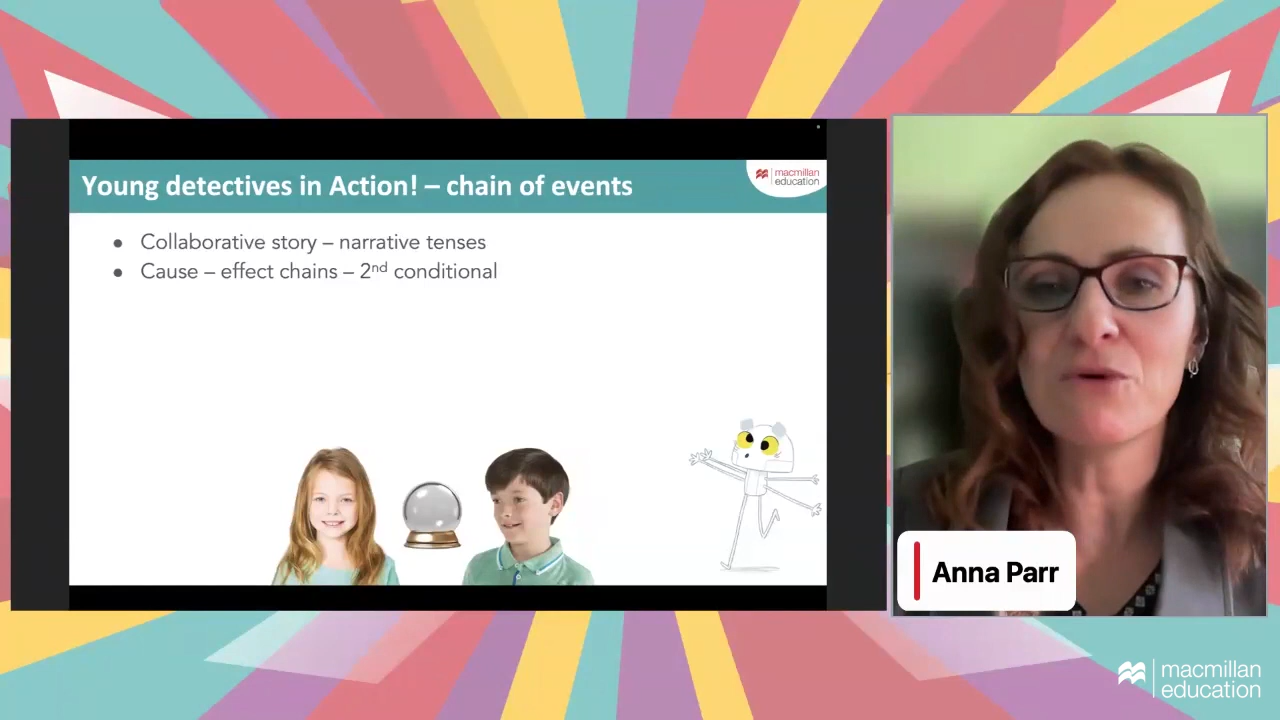 Young detectives in Action! – chain of events
macmillan
education
● Collaborative story – narrative tenses
● Cause – effect chains – 2nd conditional
Anna Parr
macmillan
education